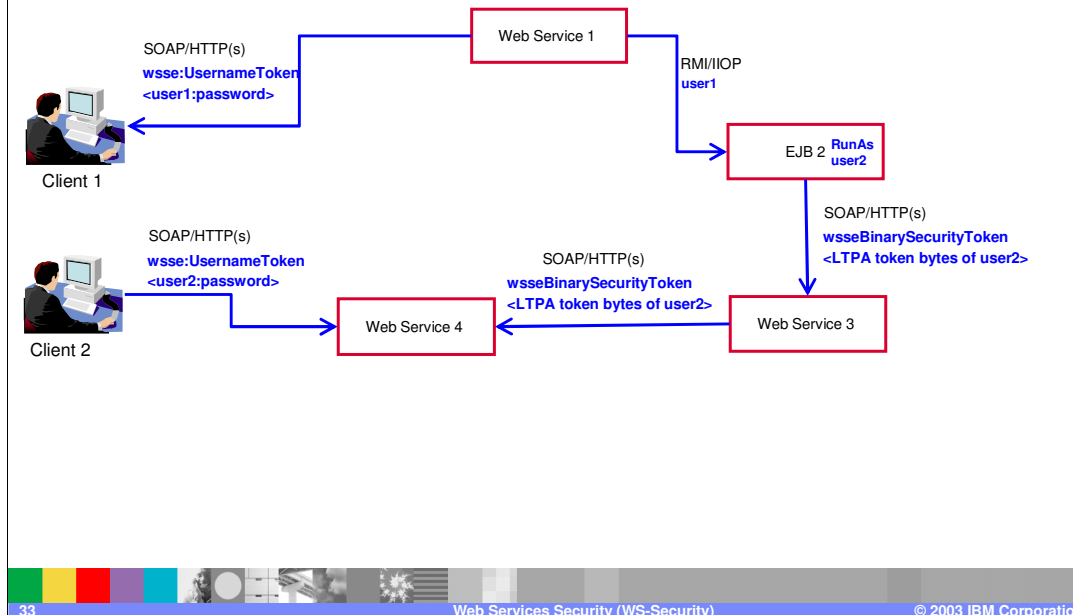 Web Service 1
SOAP/HTTP(s)
wsse:UsernameToken
<user1:password>
RMI/IIOP
user1
Client 1
EJB 2
RunAs
user2
SOAP/HTTP(s)
wsseBinarySecurityToken
<LTPA token bytes of user2>
SOAP/HTTP(s)
wsse:UsernameToken
<user2:password>
SOAP/HTTP(s)
wsseBinarySecurityToken
<LTPA token bytes of user2>
Client 2
Web Service 4
Web Service 3
33
Web Services Security (WS-Security)
© 2003 IBM Corporatio